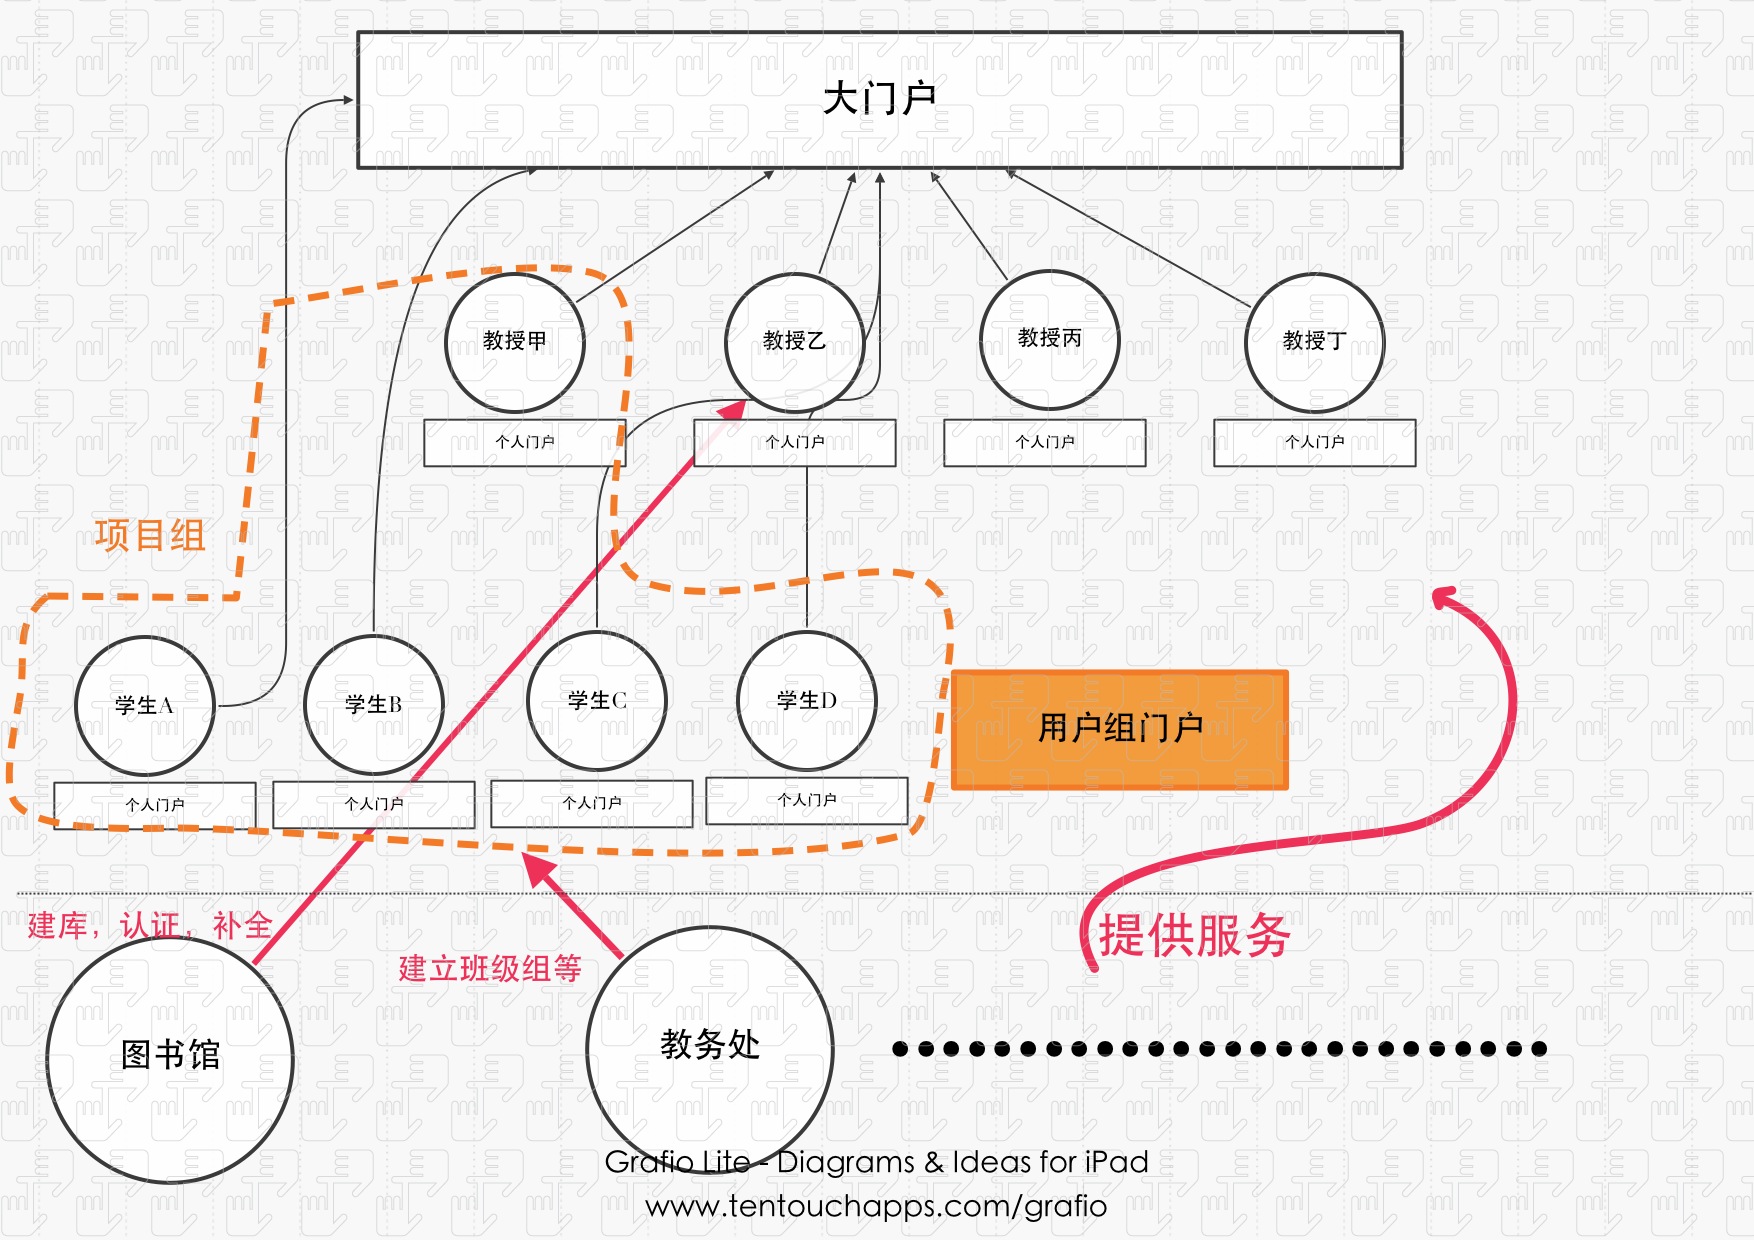 大门户
教授甲
教授乙
教授丙
教授丁
个人门户
个人门户
个人门户
个人门户
项目组
学生A
学生B
学生C
学生D
用户组门户
个人门户
个人门户
个人门户
个人门户
建库，认证，补全
建立班级组等
提供服务
图书馆
教务处
Grafio Lite - Diagrams & Ideas for iPad
www.tentouchapps.com/grafio